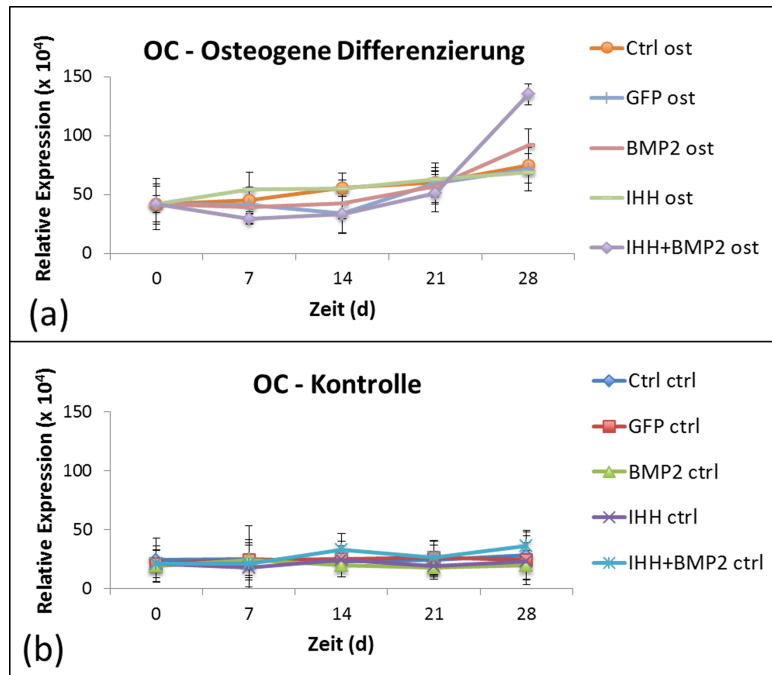 OC - Osteogene Differenzierung
Relative Expression (x 10⁴)
150
100
50
0
0 7 14 21 28
Zeit (d)
Ctrl ost
GFP ost
BMP2 ost
IHH ost
IHH+BMP2 ost
(a)
OC - Kontrolle
Relative Expression (x 10⁴)
150
100
50
0
0 7 14 21 28
Zeit (d)
Ctrl ctrl
GFP ctrl
BMP2 ctrl
IHH ctrl
IHH+BMP2 ctrl
(b)